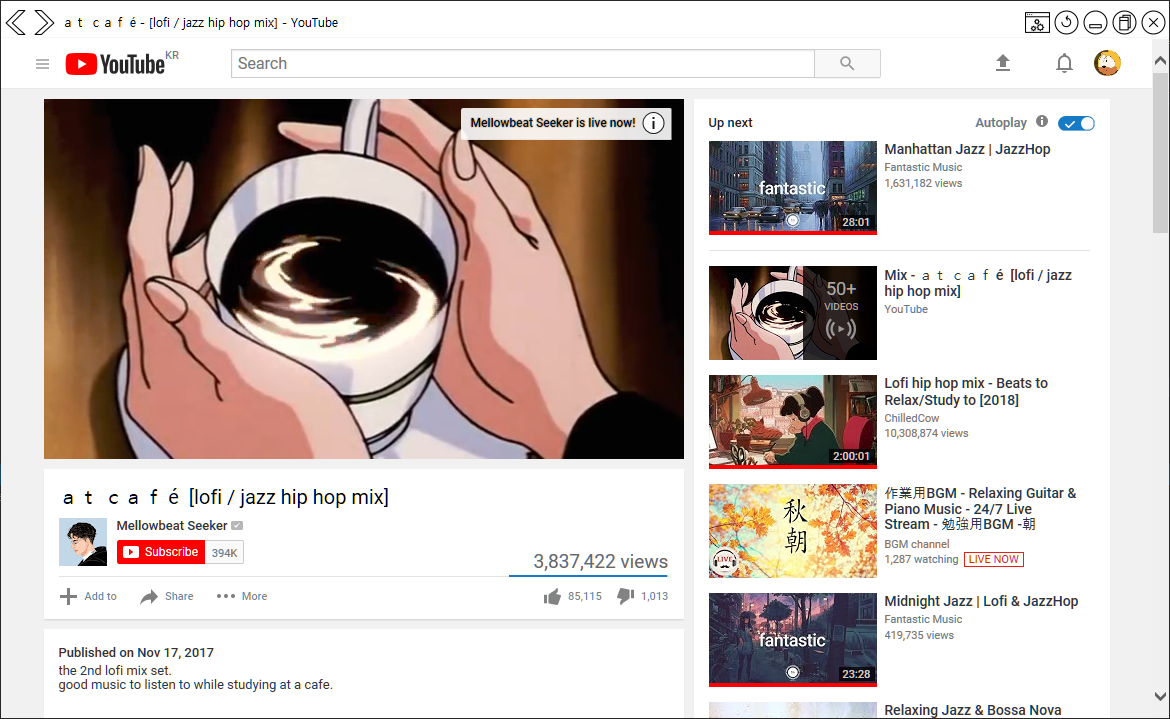 ａｔ ｃａｆé - [lofi / jazz hip hop mix] - YouTube
YouTube KR
Search
Mellowbeat Seeker is live now!
ａｔ ｃａｆé [lofi / jazz hip hop mix]
Mellowbeat Seeker
Subscribe 394K
3,837,422 views
Add to Share More 85,115 1,013
Published on Nov 17, 2017
the 2nd lofi mix set.
good music to listen to while studying at a cafe.
Up next Autoplay
fantastic
28:01
Manhattan Jazz | JazzHop
Fantastic Music
1,631,182 views
50+
VIDEOS
Mix - ａｔ ｃａｆé [lofi / jazz
hip hop mix]
YouTube
2:00:01
Lofi hip hop mix - Beats to
Relax/Study to [2018]
ChilledCow
10,308,874 views
秋
朝
LIVE
作業用BGM - Relaxing Guitar &
Piano Music - 24/7 Live
Stream - 勉強用BGM -朝
BGM channel
1,287 watching LIVE NOW
fantastic
23:28
Midnight Jazz | Lofi & JazzHop
Fantastic Music
419,735 views
Relaxing Jazz & Bossa Nova